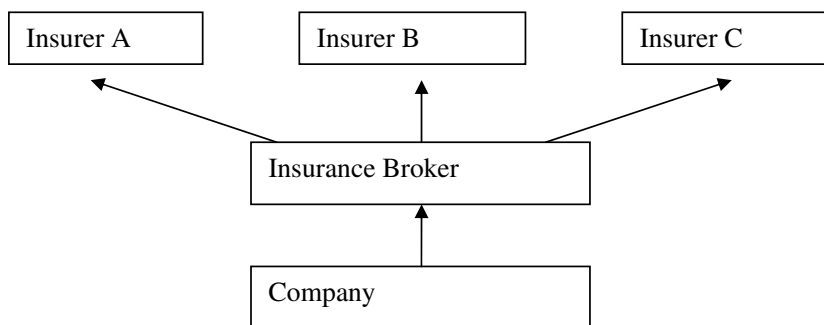 Insurer A
Insurer B
Insurer C
Insurance Broker
Company